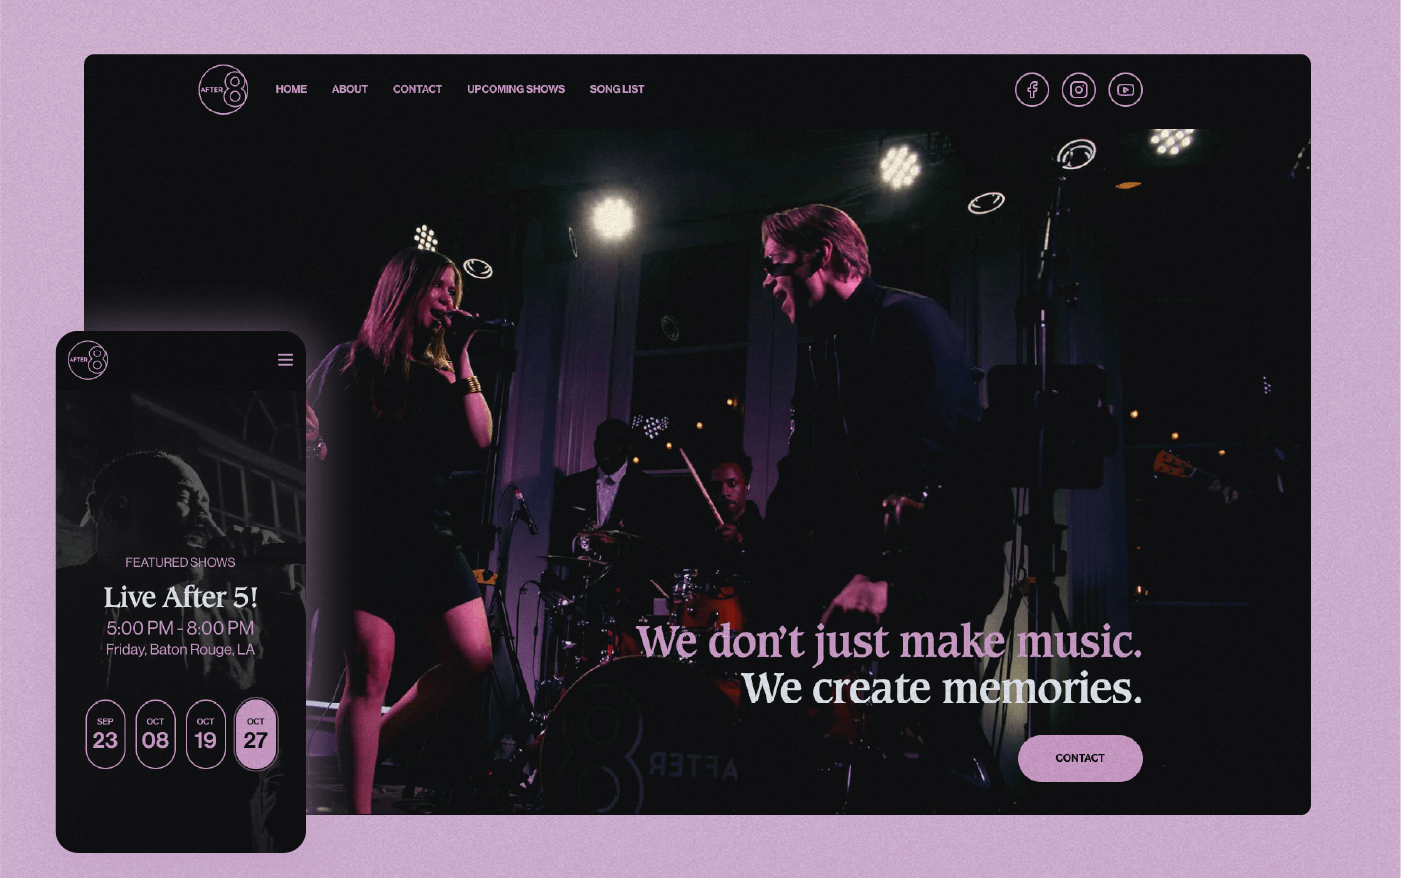 AFTER 8
HOME ABOUT CONTACT UPCOMING SHOWS SONG LIST
We don't just make music.
We create memories.
CONTACT
8 AFTER
AFTER 8
FEATURED SHOWS
Live After 5!
5:00 PM - 8:00 PM
Friday, Baton Rouge, LA
SEP OCT OCT OCT
23 08 19 27